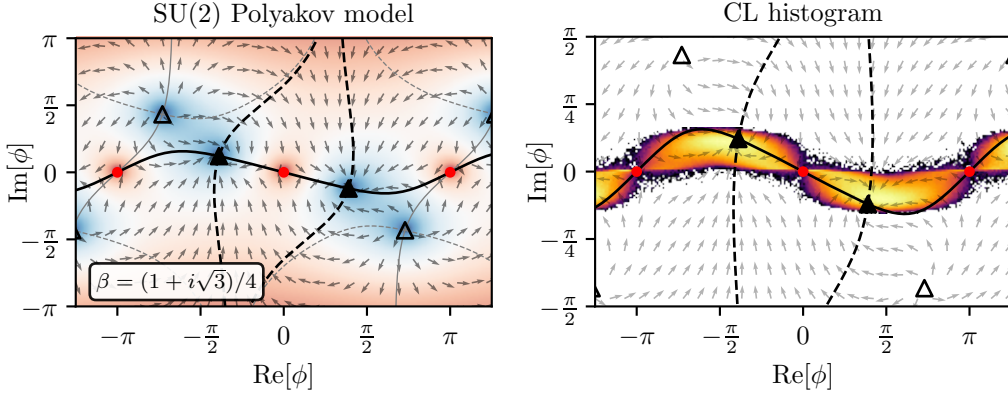 SU(2) Polyakov model
π
π/2
0
−π/2
−π
Im[ϕ]
β = (1 + i√3)/4
−π
−π/2
0
π/2
π
Re[ϕ]
CL histogram
π/2
π/4
0
−π/4
−π/2
Im[ϕ]
−π
−π/2
0
π/2
π
Re[ϕ]